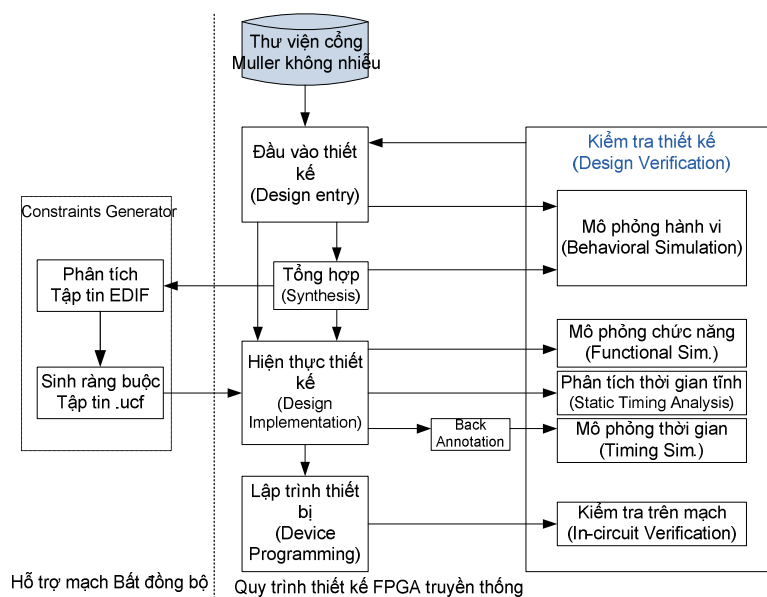 Thư viện cổng
Muller không nhiễu
Đầu vào thiết
kế
(Design entry)
Kiểm tra thiết kế
(Design Verification)
Constraints Generator
Mô phỏng hành vi
(Behavioral Simulation)
Phân tích
Tập tin EDIF
Tổng hợp
(Synthesis)
Sinh ràng buộc
Tập tin .ucf
Hiện thực thiết
kế
(Design
Implementation)
Mô phỏng chức năng
(Functional Sim.)
Phân tích thời gian tĩnh
(Static Timing Analysis)
Back
Annotation
Mô phỏng thời gian
(Timing Sim.)
Lập trình thiết
bị
(Device
Programming)
Kiểm tra trên mạch
(In-circuit Verification)
Hỗ trợ mạch Bất đồng bộ
Quy trình thiết kế FPGA truyền thống